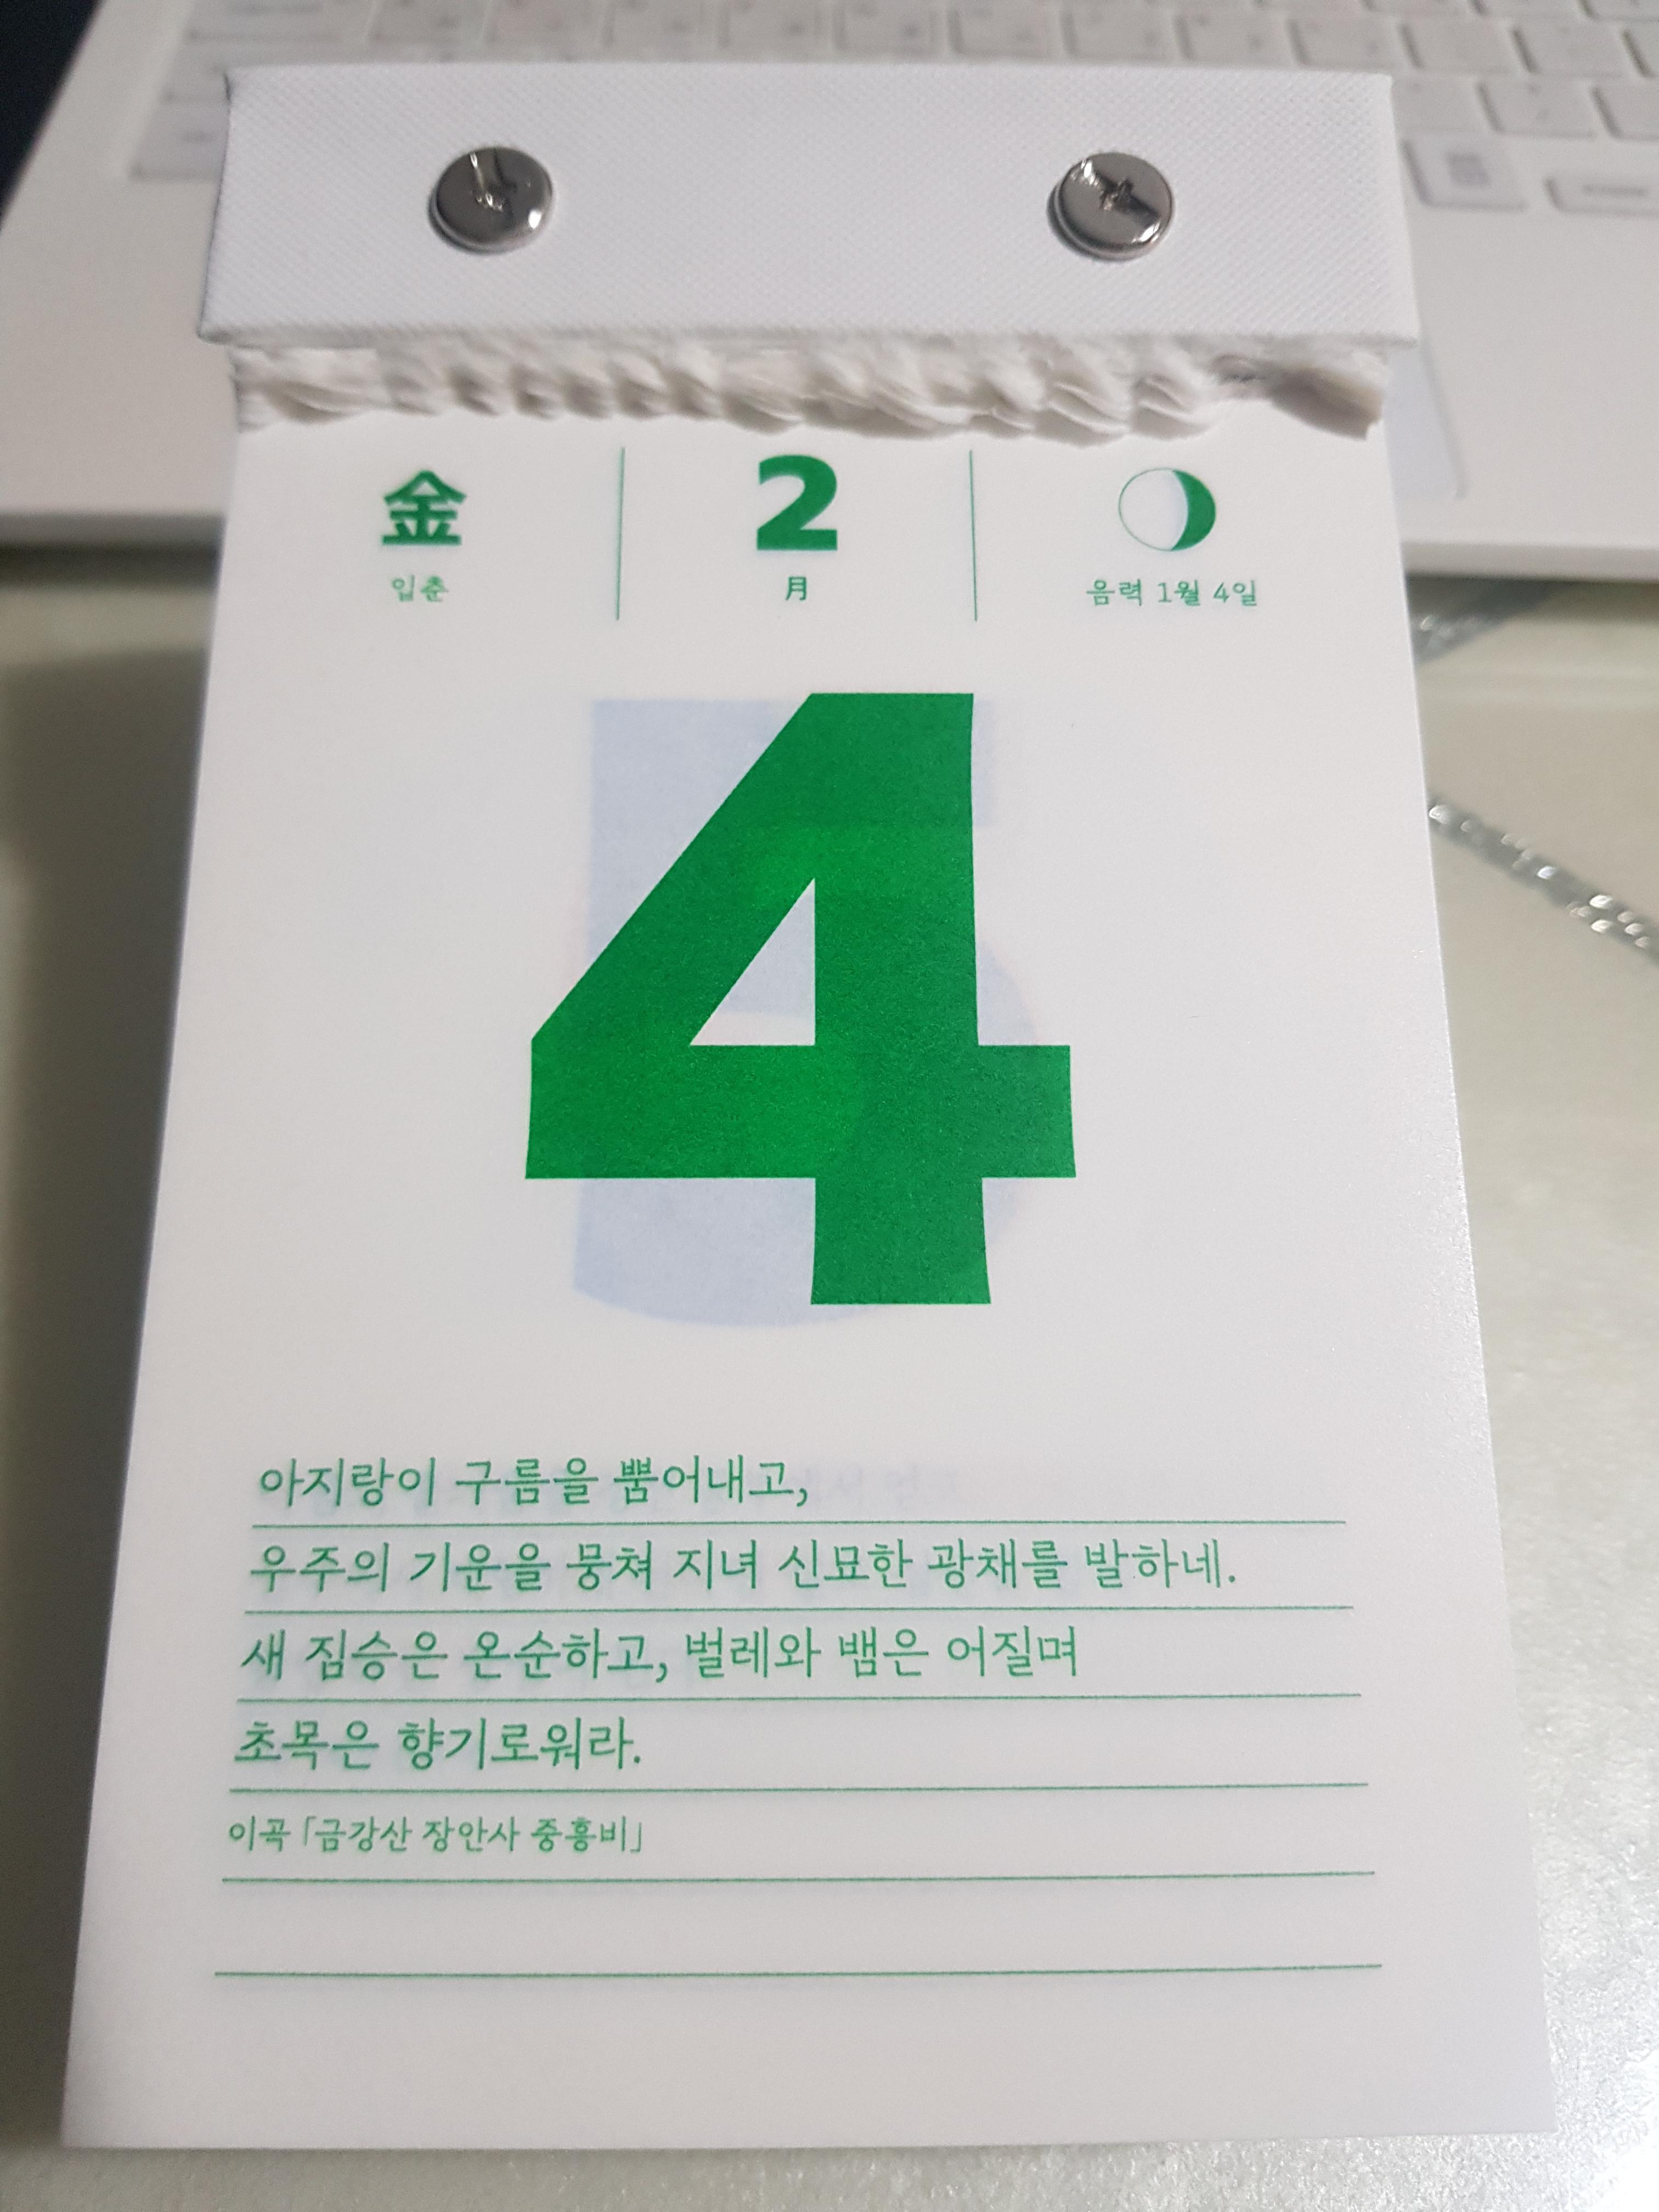 金
입춘
2
月
음력 1월 4일
4
아지랑이 구름을 뿜어내고,
우주의 기운을 뭉쳐 지녀 신묘한 광채를 발하네.
새 짐승은 온순하고, 벌레와 뱀은 어질며
초목은 향기로워라.
이곡 「금강산 장안사 중흥비」